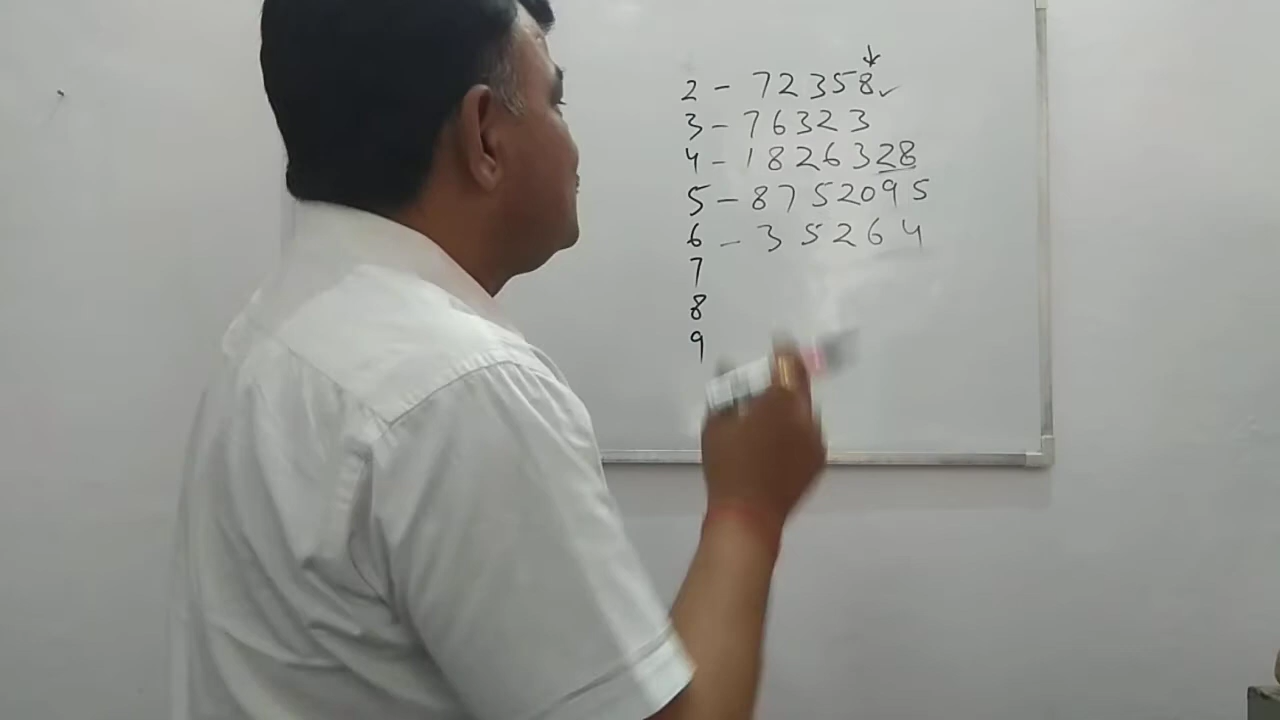 2 - 72358✓
3 - 76323
4 - 1826328
5 - 8752095
6 - 35264
7
8
9